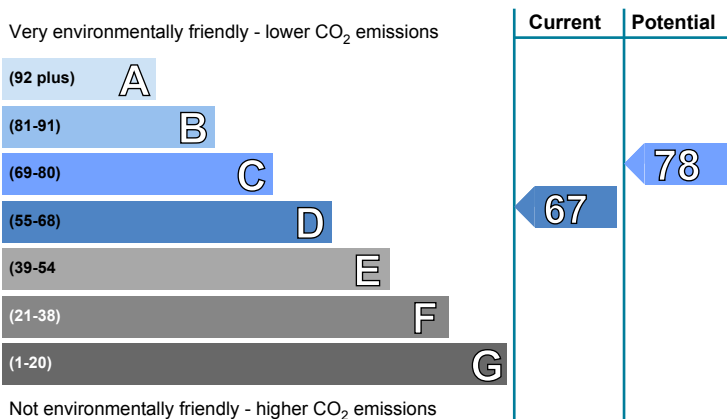 Very environmentally friendly - lower CO2 emissions
Current
Potential
(92 plus) A
(81-91) B
(69-80) C
78
(55-68) D
67
(39-54 E
(21-38) F
(1-20) G
Not environmentally friendly - higher CO2 emissions